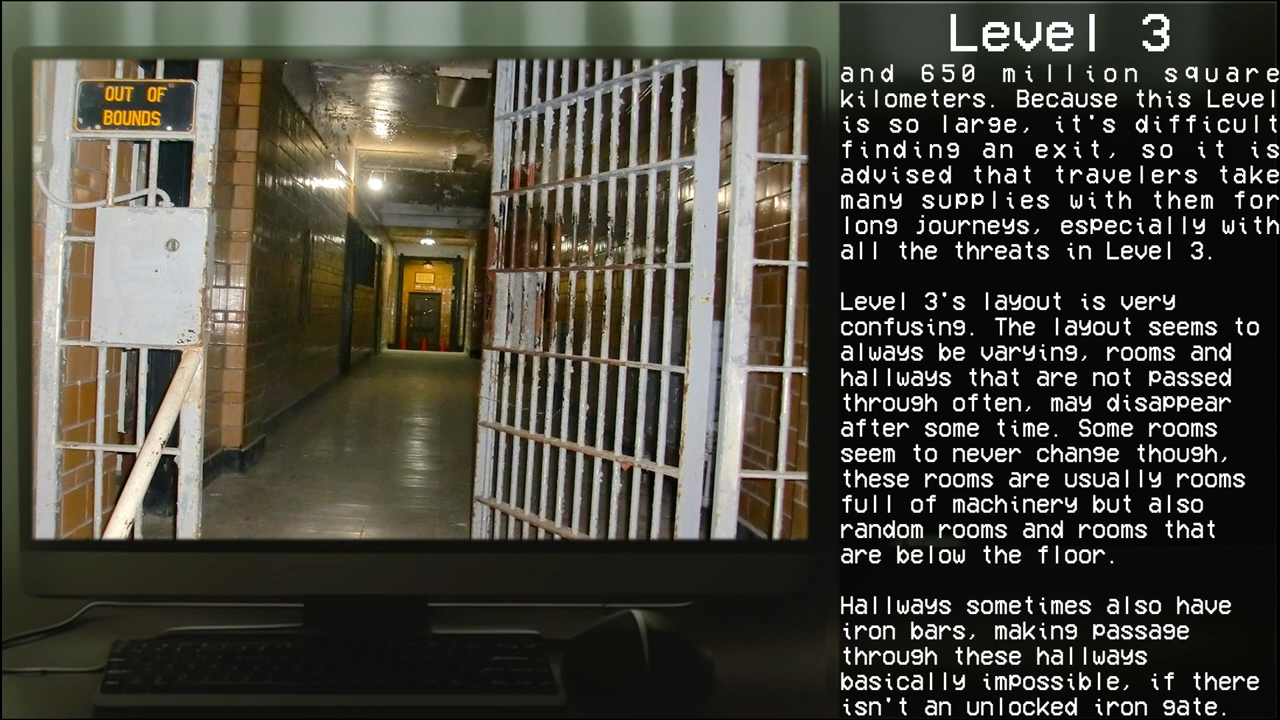 OUT OF
BOUNDS
Level 3
and 650 million square
kilometers. Because this Level
is so large, it's difficult
finding an exit, so it is
advised that travelers take
many supplies with them for
long journeys, especially with
all the threats in Level 3.
Level 3's layout is very
confusing. The layout seems to
always be varying, rooms and
hallways that are not passed
through often, may disappear
after some time. Some rooms
seem to never change though,
these rooms are usually rooms
full of machinery but also
random rooms and rooms that
are below the floor.
Hallways sometimes also have
iron bars, making passage
through these hallways
basically impossible, if there
isn't an unlocked iron gate.